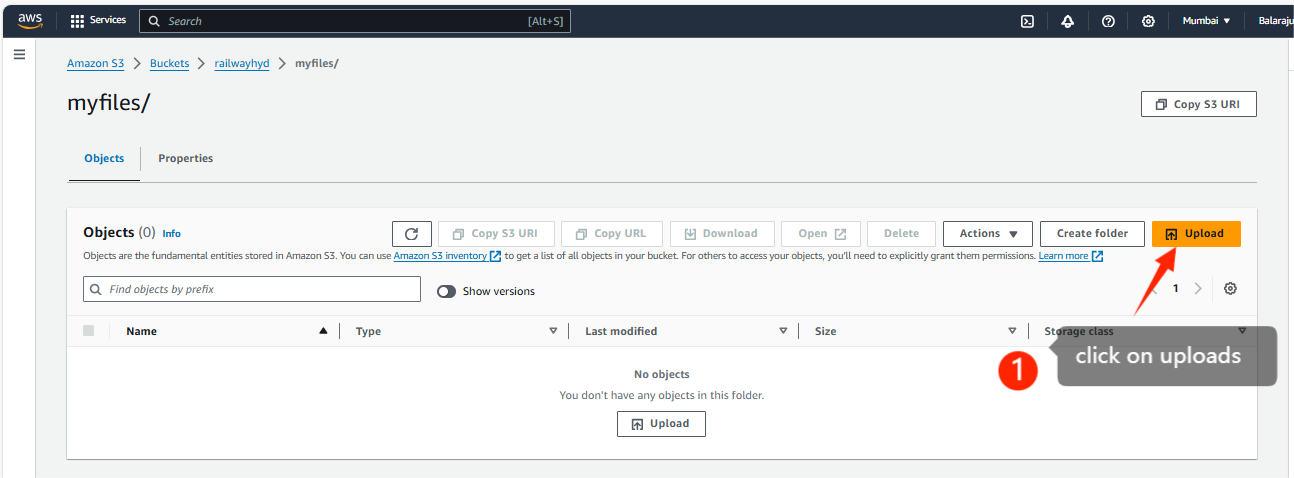 aws Services Search [Alt+S] Mumbai Balaraju
Amazon S3 Buckets railwayhyd myfiles/
myfiles/
Copy S3 URI
Objects Properties
Objects (0) Info Copy S3 URI Copy URL Download Open Delete Actions Create folder Upload
Objects are the fundamental entities stored in Amazon S3. You can use Amazon S3 inventory to get a list of all objects in your bucket. For others to access your objects, you'll need to explicitly grant them permissions. Learn more
Find objects by prefix Show versions 1
Name Type Last modified Size Storage class
1 click on uploads
No objects
You don't have any objects in this folder.
Upload